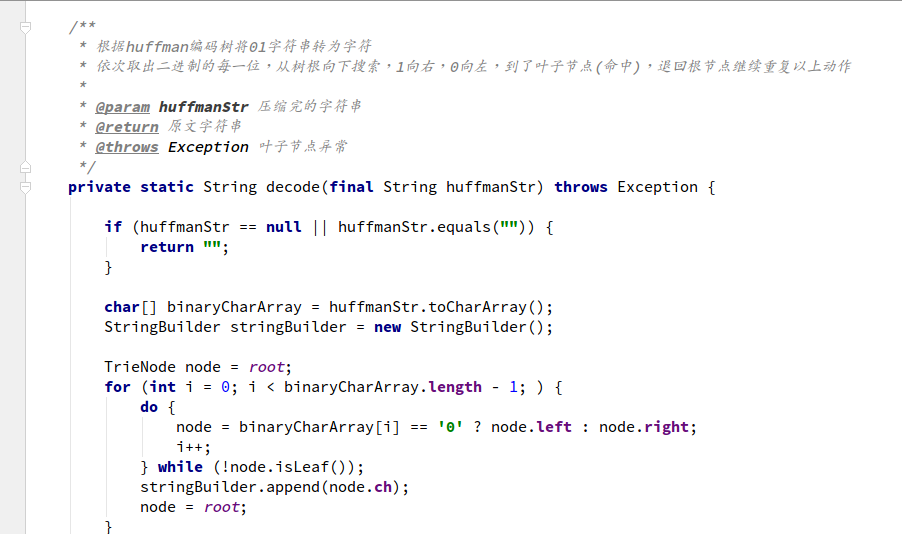 /**
 * 根据huffman编码树将01字符串转为字符
 * 依次取出二进制的每一位，从树根向下搜索，1向右，0向左，到了叶子节点(命中)，退回根节点继续重复以上动作
 *
 * @param huffmanStr 压缩完的字符串
 * @return 原文字符串
 * @throws Exception 叶子节点异常
 */
private static String decode(final String huffmanStr) throws Exception {
    if (huffmanStr == null || huffmanStr.equals("")) {
        return "";
    }
    char[] binaryCharArray = huffmanStr.toCharArray();
    StringBuilder stringBuilder = new StringBuilder();
    TrieNode node = root;
    for (int i = 0; i < binaryCharArray.length - 1; ) {
        do {
            node = binaryCharArray[i] == '0' ? node.left : node.right;
            i++;
        } while (!node.isLeaf());
        stringBuilder.append(node.ch);
        node = root;
    }